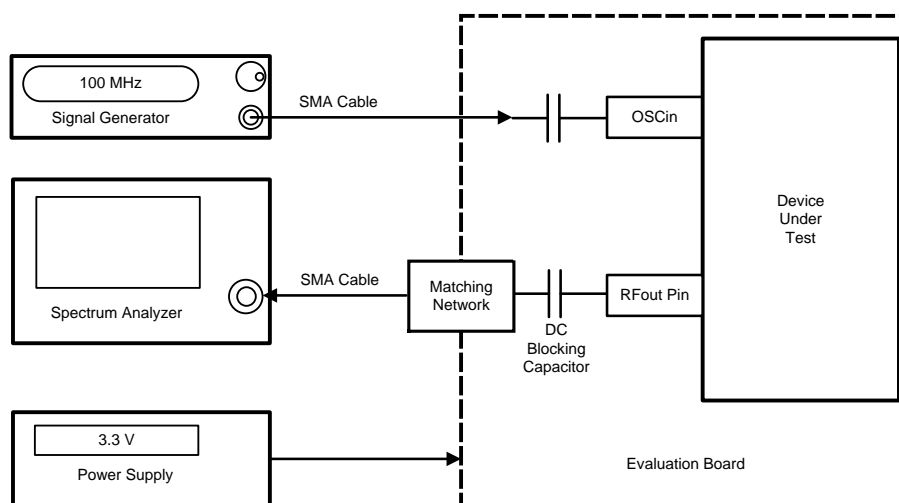 100 MHz
Signal Generator
SMA Cable
OSCin
Device
Under
Test
SMA Cable
Matching
Network
RFout Pin
Spectrum Analyzer
DC
Blocking
Capacitor
3.3 V
Power Supply
Evaluation Board